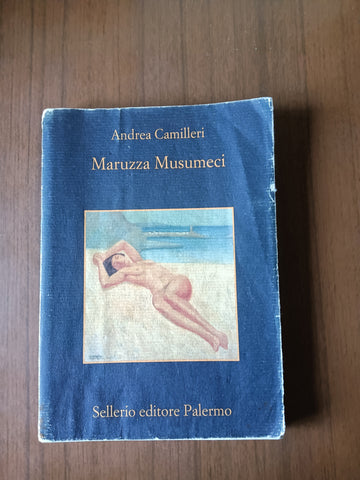 Andrea Camilleri
Maruzza Musumeci
Sellerio editore Palermo